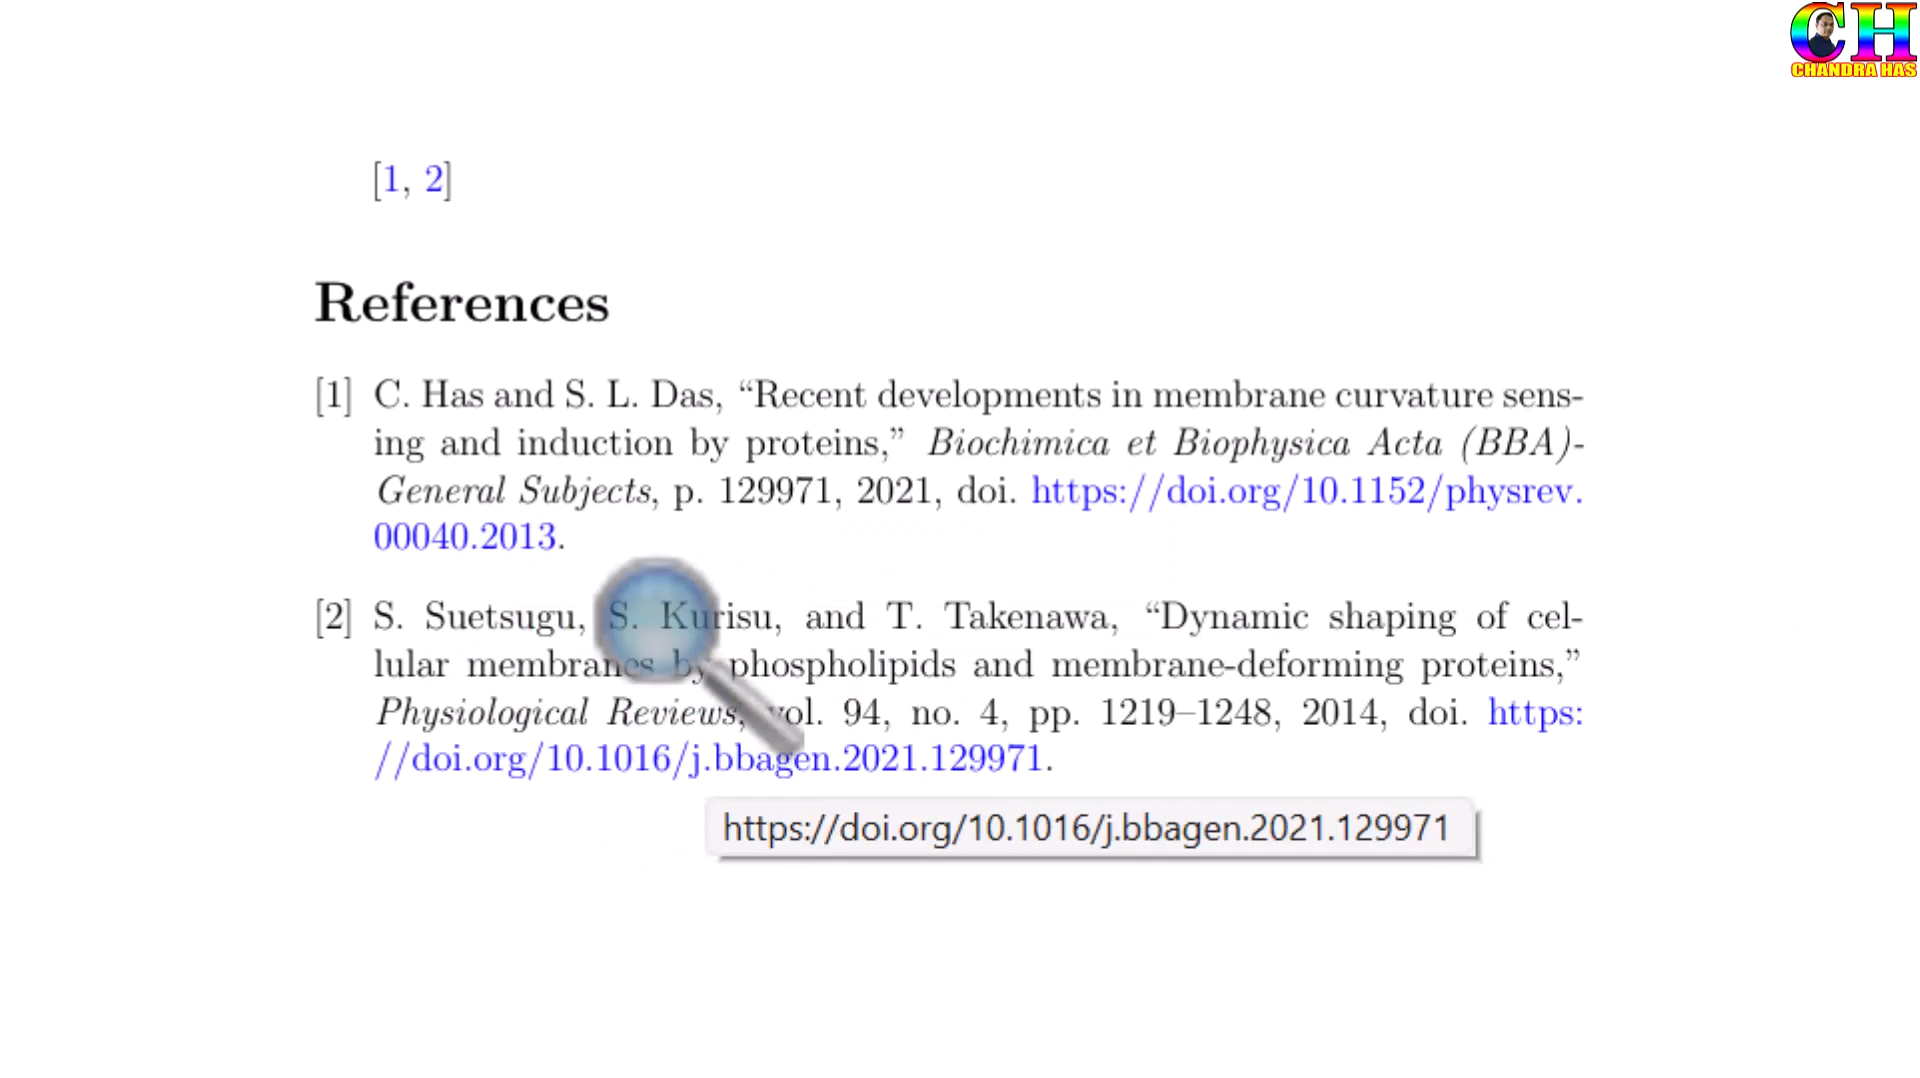 CH
CHANDRA HAS
[1, 2]
References
[1] C. Has and S. L. Das, “Recent developments in membrane curvature sens-
ing and induction by proteins,” Biochimica et Biophysica Acta (BBA)-
General Subjects, p. 129971, 2021, doi. https://doi.org/10.1152/physrev.
00040.2013.
[2] S. Suetsugu, S. Kurisu, and T. Takenawa, “Dynamic shaping of cel-
lular membranes by phospholipids and membrane-deforming proteins,”
Physiological Reviews, vol. 94, no. 4, pp. 1219–1248, 2014, doi. https:
//doi.org/10.1016/j.bbagen.2021.129971.
https://doi.org/10.1016/j.bbagen.2021.129971